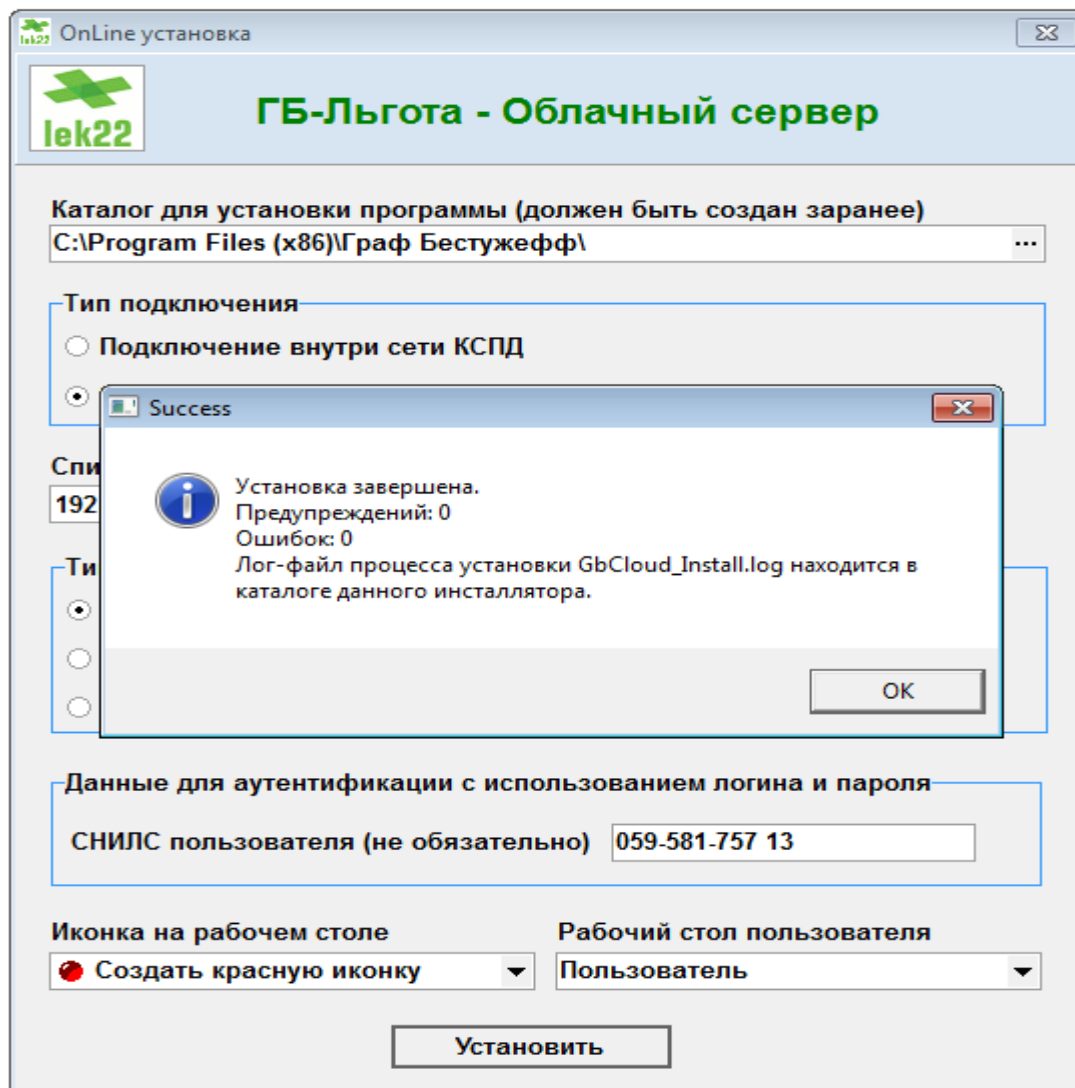 OnLine установка
lek22
ГБ-Льгота - Облачный сервер
Каталог для установки программы (должен быть создан заранее)
C:\Program Files (x86)\Граф Бестужефф\
...
Тип подключения
Подключение внутри сети КСПД
Success
Спи
192
Установка завершена.
Предупреждений: 0
Ошибок: 0
Лог-файл процесса установки GbCloud_Install.log находится в
каталоге данного инсталлятора.
Ти
OK
Данные для аутентификации с использованием логина и пароля
СНИЛС пользователя (не обязательно) 059-581-757 13
Иконка на рабочем столе
Рабочий стол пользователя
Создать красную иконку
Пользователь
Установить